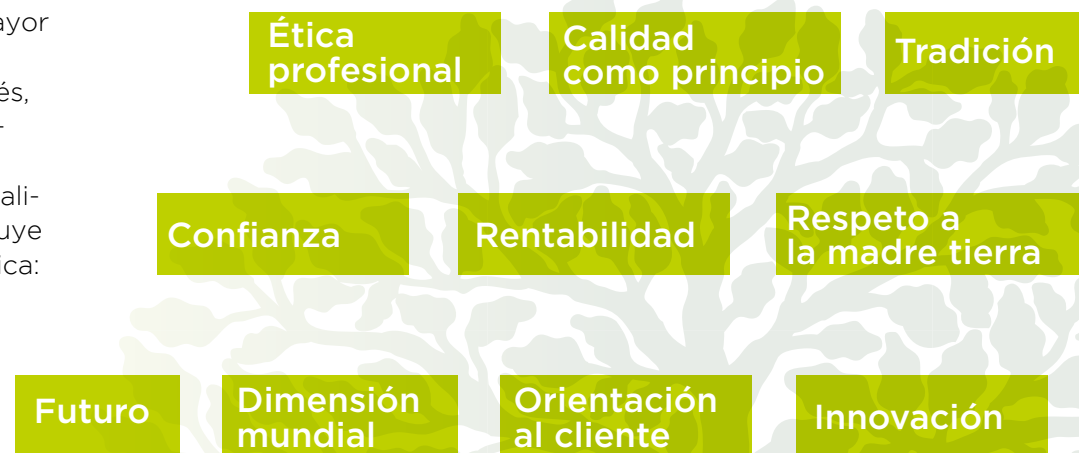 Ética
profesional
Calidad
como principio
Tradición
Confianza
Rentabilidad
Respeto a
la madre tierra
Futuro
Dimensión
mundial
Orientación
al cliente
Innovación